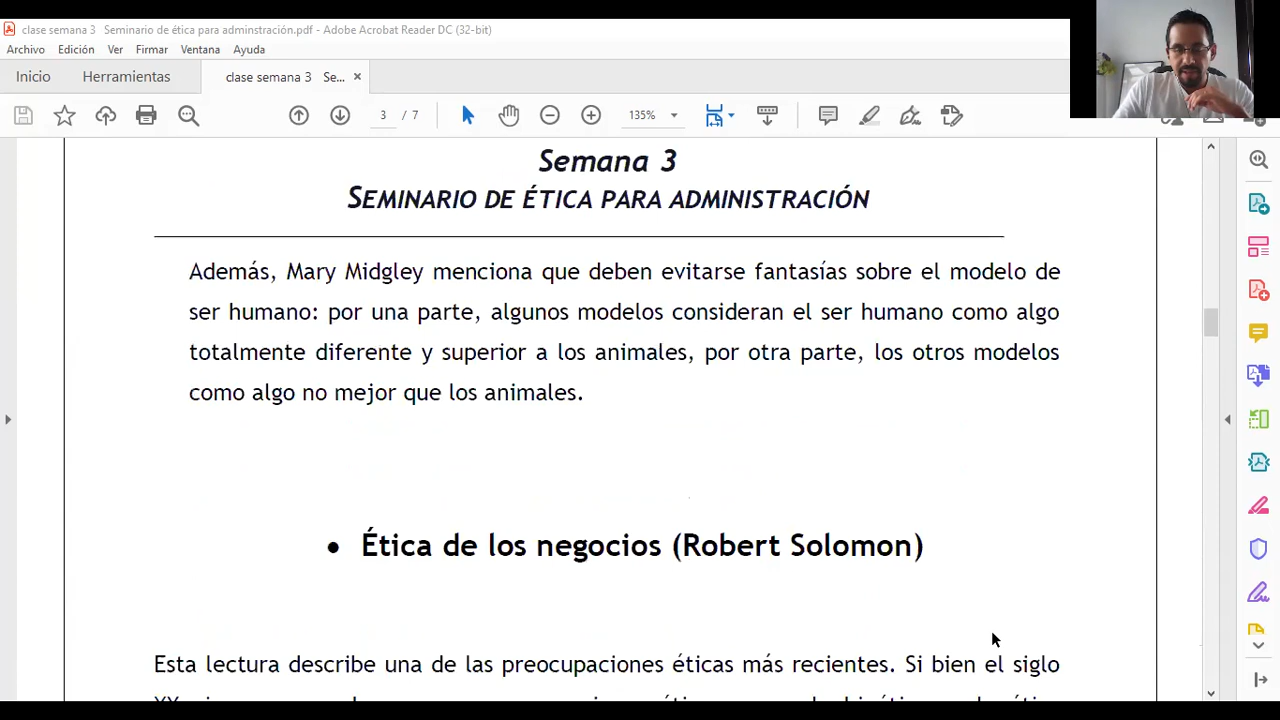 clase semana 3 Seminario de ética para adminstración.pdf - Adobe Acrobat Reader DC (32-bit)
Archivo Edición Ver Firmar Ventana Ayuda
Inicio Herramientas clase semana 3 Se... ×
3 / 7 135%
Semana 3
SEMINARIO DE ÉTICA PARA ADMINISTRACIÓN
Además, Mary Midgley menciona que deben evitarse fantasías sobre el modelo de
ser humano: por una parte, algunos modelos consideran el ser humano como algo
totalmente diferente y superior a los animales, por otra parte, los otros modelos
como algo no mejor que los animales.
• Ética de los negocios (Robert Solomon)
Esta lectura describe una de las preocupaciones éticas más recientes. Si bien el siglo